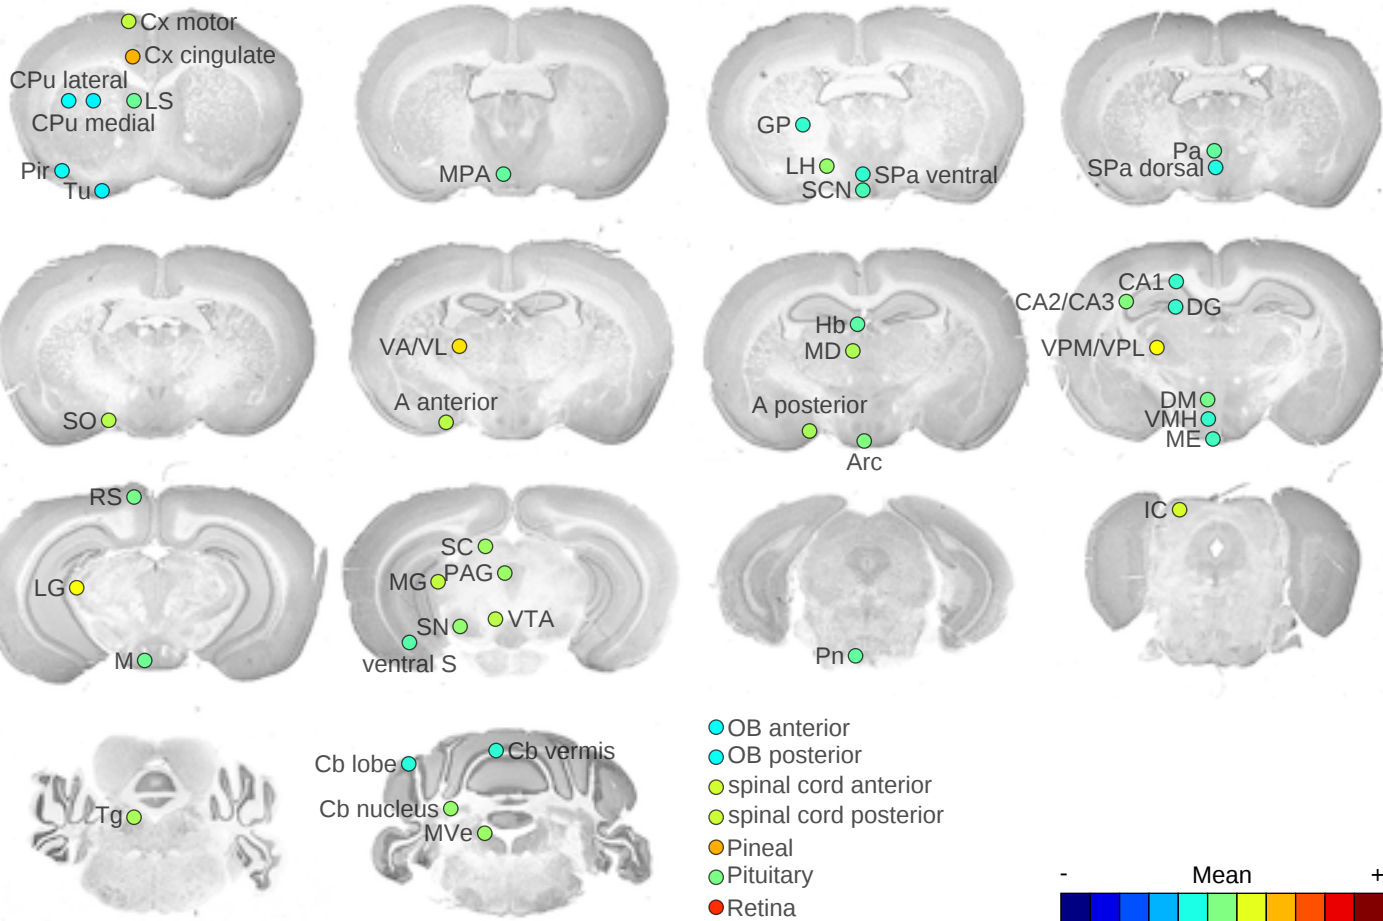 Cx motor
Cx cingulate
CPu lateral
LS
CPu medial
Pir
Tu
MPA
GP
LH
SPa ventral
SCN
Pa
SPa dorsal
SO
VA/VL
A anterior
Hb
MD
A posterior
Arc
CA1
CA2/CA3
DG
VPM/VPL
DM
VMH
ME
RS
LG
M
SC
MG
PAG
SN
VTA
ventral S
Pn
IC
Tg
Cb lobe
Cb vermis
Cb nucleus
MVe
OB anterior
OB posterior
spinal cord anterior
spinal cord posterior
Pineal
Pituitary
Retina
- Mean +